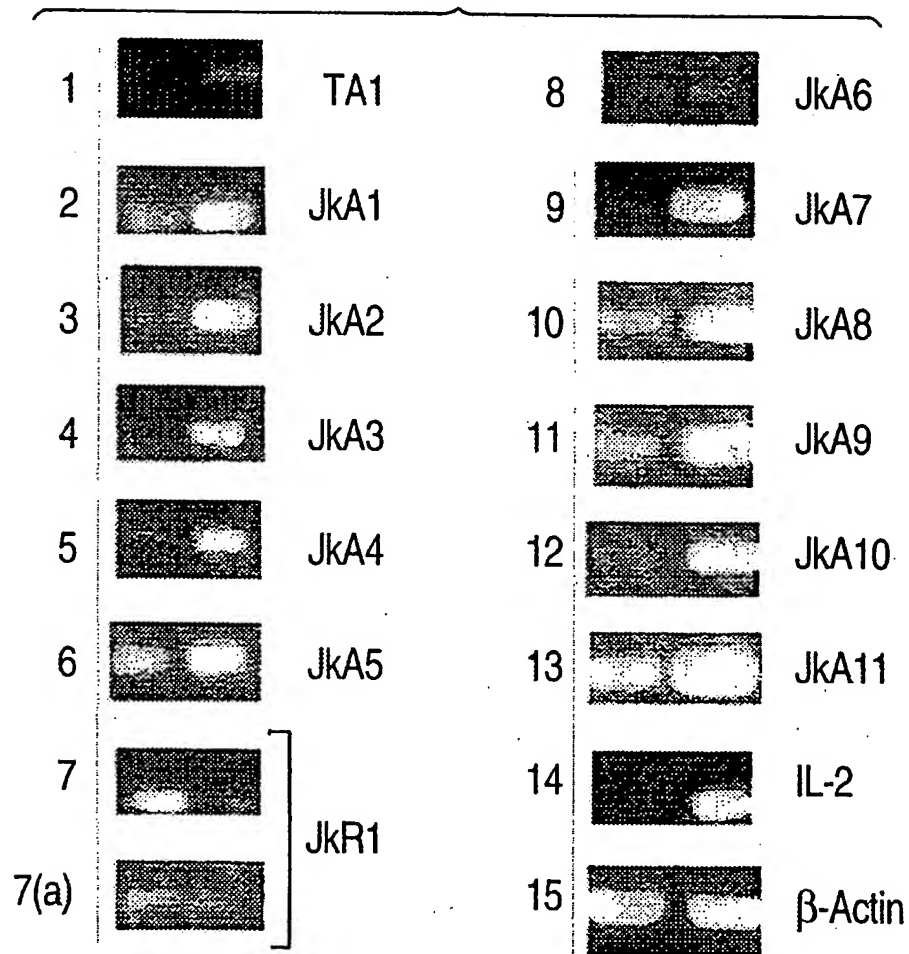 1 TA1
2 JkA1
3 JkA2
4 JkA3
5 JkA4
6 JkA5
7
JkR1
7(a)
8 JkA6
9 JkA7
10 JkA8
11 JkA9
12 JkA10
13 JkA11
14 IL-2
15 β-Actin